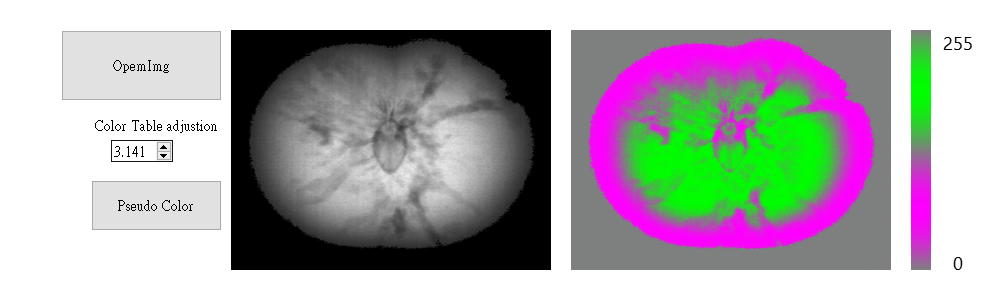 OpemImg
Color Table adjustion
3.141
Pseudo Color
255
0